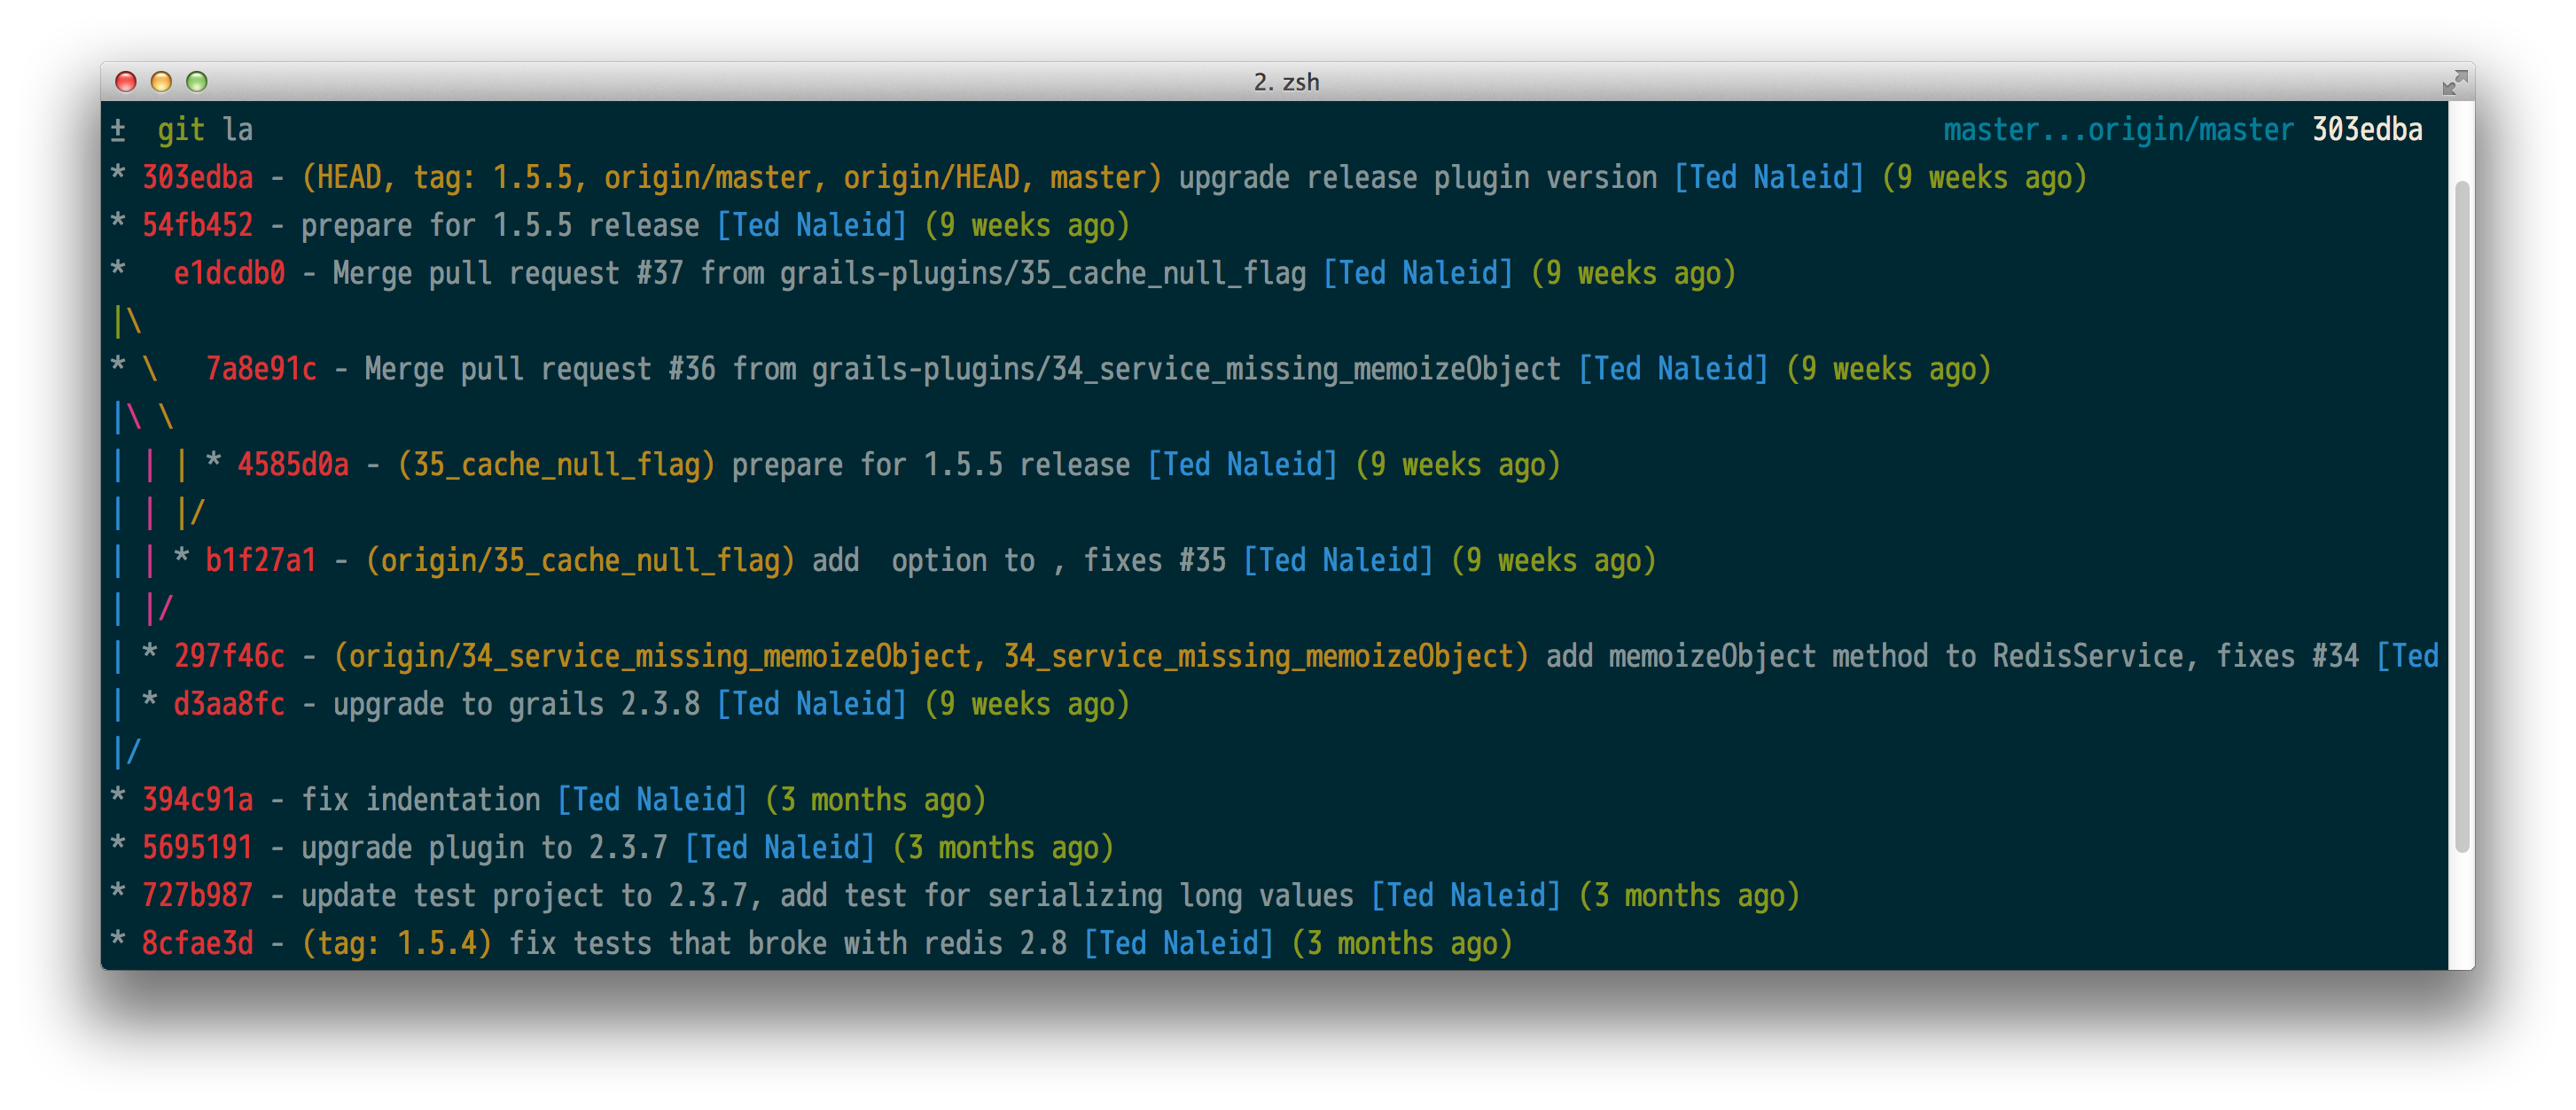 2. zsh
±  git la master...origin/master 303edba
* 303edba - (HEAD, tag: 1.5.5, origin/master, origin/HEAD, master) upgrade release plugin version [Ted Naleid] (9 weeks ago)
* 54fb452 - prepare for 1.5.5 release [Ted Naleid] (9 weeks ago)
*   e1dcdb0 - Merge pull request #37 from grails-plugins/35_cache_null_flag [Ted Naleid] (9 weeks ago)
|\
* \   7a8e91c - Merge pull request #36 from grails-plugins/34_service_missing_memoizeObject [Ted Naleid] (9 weeks ago)
|\ \
| | | * 4585d0a - (35_cache_null_flag) prepare for 1.5.5 release [Ted Naleid] (9 weeks ago)
| | |/
| | * b1f27a1 - (origin/35_cache_null_flag) add  option to , fixes #35 [Ted Naleid] (9 weeks ago)
| |/
| * 297f46c - (origin/34_service_missing_memoizeObject, 34_service_missing_memoizeObject) add memoizeObject method to RedisService, fixes #34 [Ted
| * d3aa8fc - upgrade to grails 2.3.8 [Ted Naleid] (9 weeks ago)
|/
* 394c91a - fix indentation [Ted Naleid] (3 months ago)
* 5695191 - upgrade plugin to 2.3.7 [Ted Naleid] (3 months ago)
* 727b987 - update test project to 2.3.7, add test for serializing long values [Ted Naleid] (3 months ago)
* 8cfae3d - (tag: 1.5.4) fix tests that broke with redis 2.8 [Ted Naleid] (3 months ago)